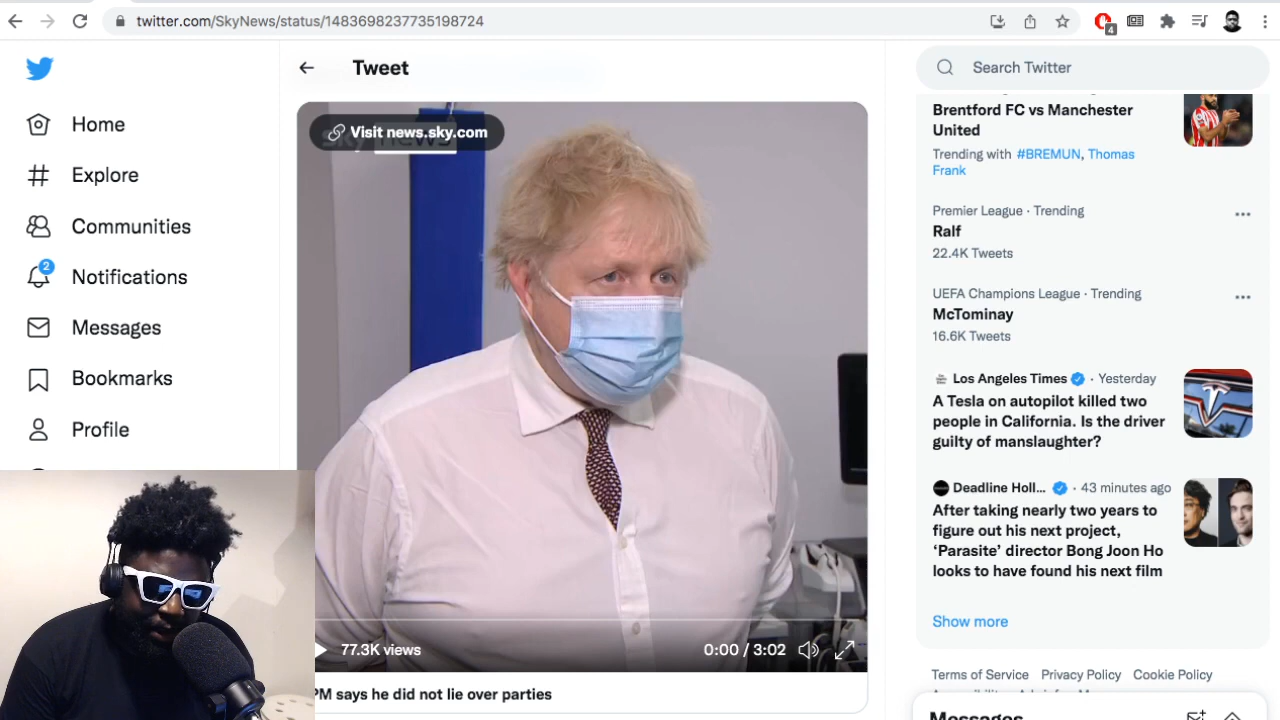 twitter.com/SkyNews/status/1483698237735198724
4
Tweet
Search Twitter
Home
Explore
Communities
2
Notifications
Messages
Bookmarks
Profile
Visit news.sky.com
77.3K views
0:00 / 3:02
PM says he did not lie over parties
Brentford FC vs Manchester
United
Trending with #BREMUN, Thomas
Frank
Premier League · Trending
Ralf
22.4K Tweets
UEFA Champions League · Trending
McTominay
16.6K Tweets
Los Angeles Times · Yesterday
A Tesla on autopilot killed two
people in California. Is the driver
guilty of manslaughter?
Deadline Holl... · 43 minutes ago
After taking nearly two years to
figure out his next project,
‘Parasite’ director Bong Joon Ho
looks to have found his next film
Show more
Terms of Service Privacy Policy Cookie Policy
Messages